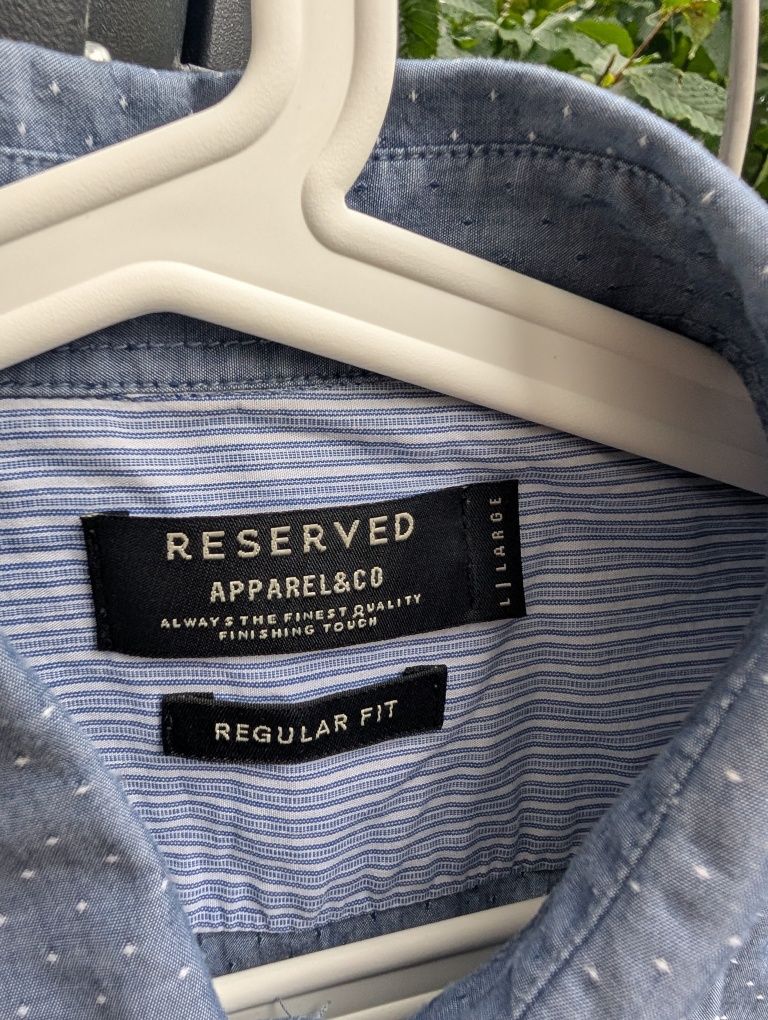 RESERVED
APPAREL&CO
ALWAYS THE FINEST QUALITY
FINISHING TOUCH
L | LARGE
REGULAR FIT